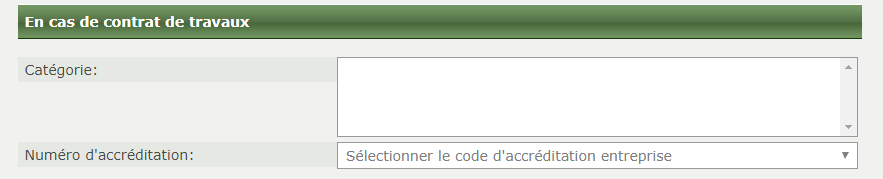 En cas de contrat de travaux
Catégorie:
Numéro d'accréditation:
Sélectionner le code d'accréditation entreprise